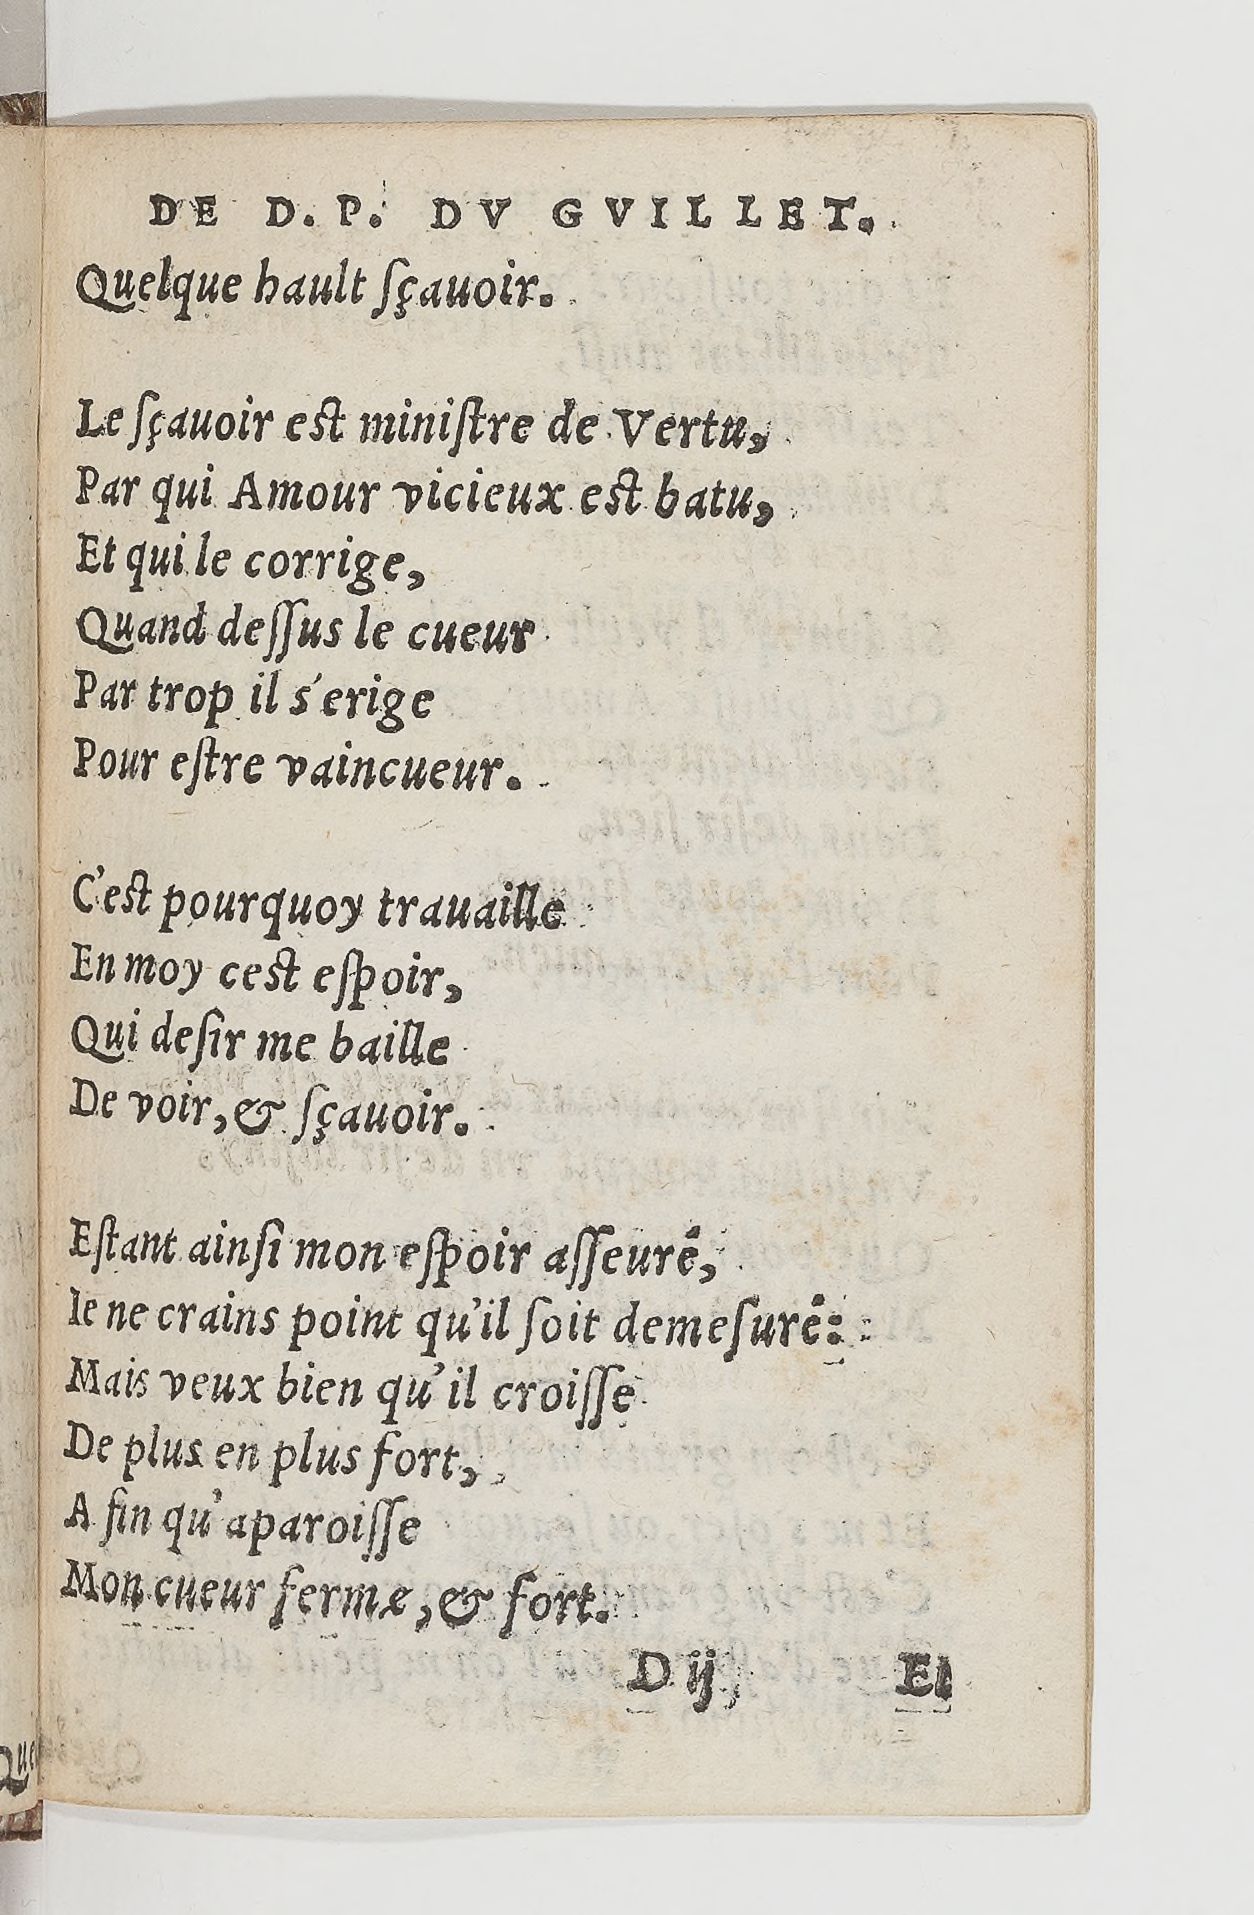 DE D. P. DV GVILLET.
Quelque hault ſçauoir.

Le ſçauoir est miniſtre de Vertu,
Par qui Amour vicieux est batu,
Et qui le corrige,
Quand deſſus le cueur
Par trop il s'erige
Pour eſtre vaincueur.

C'est pourquoy trauaille
En moy cest eſpoir,
Qui deſir me baille
De voir, & ſçauoir.

Eſtant ainſi mon eſpoir aſſeuré,
Ie ne crains point qu'il ſoit demeſuré:
Mais veux bien qu'il croiſſe
De plus en plus fort,
A fin qu'aparoiſſe
Mon cueur ferme, & fort.
D ij
El
Que